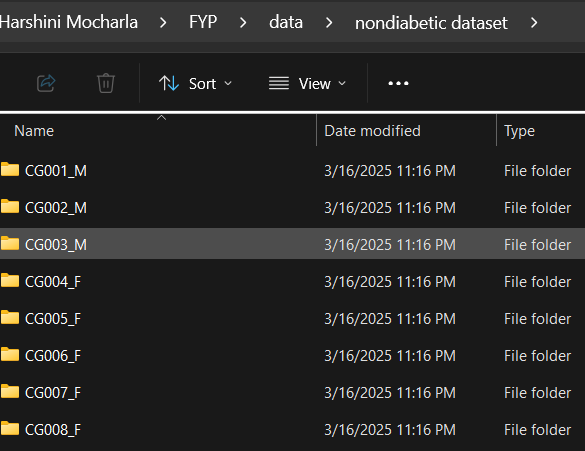 Harshini Mocharla > FYP > data > nondiabetic dataset >
Sort View ...
Name Date modified Type
CG001_M 3/16/2025 11:16 PM File folder
CG002_M 3/16/2025 11:16 PM File folder
CG003_M 3/16/2025 11:16 PM File folder
CG004_F 3/16/2025 11:16 PM File folder
CG005_F 3/16/2025 11:16 PM File folder
CG006_F 3/16/2025 11:16 PM File folder
CG007_F 3/16/2025 11:16 PM File folder
CG008_F 3/16/2025 11:16 PM File folder